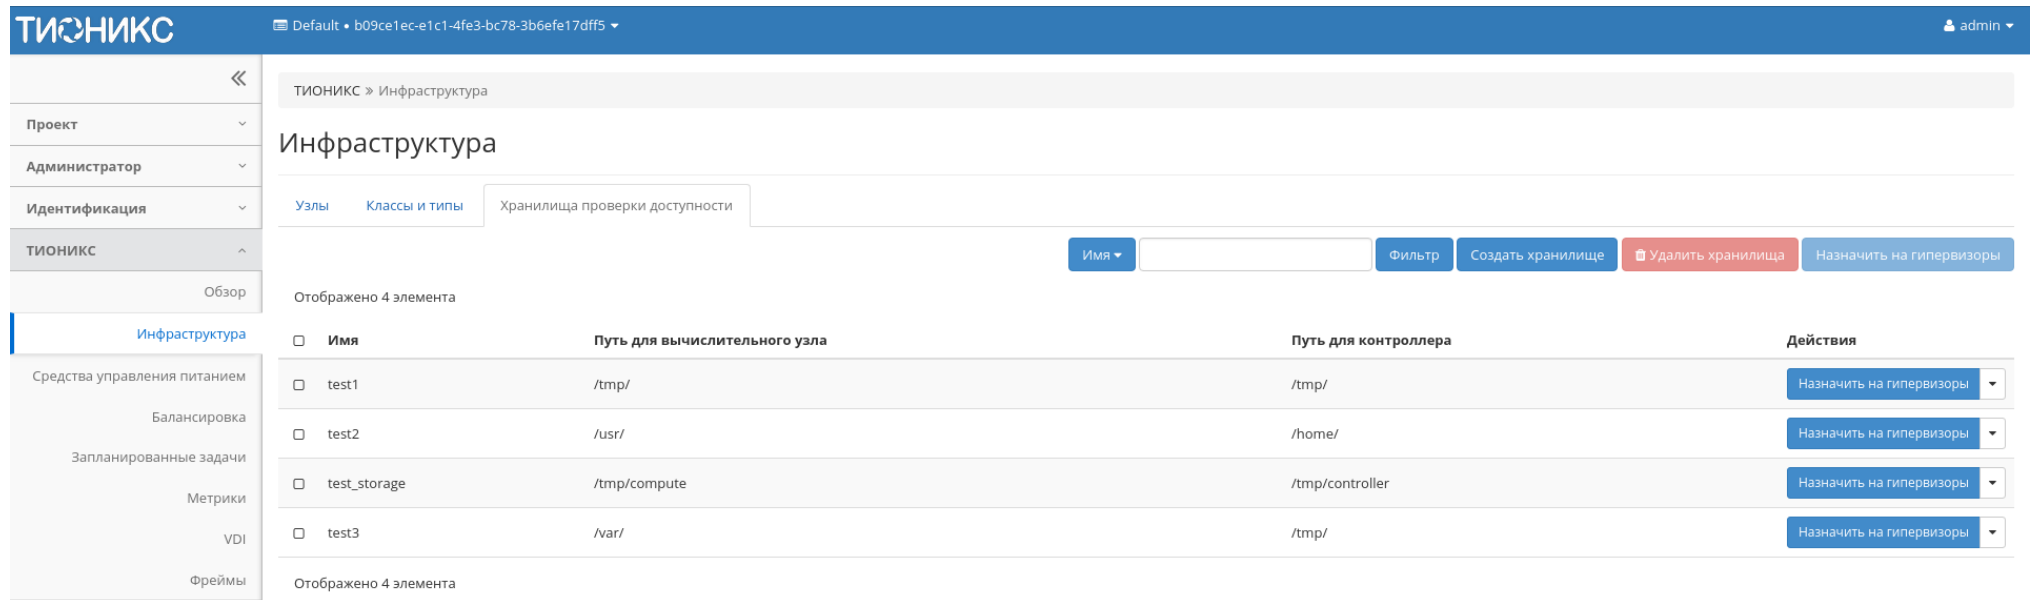 ТИОНИКС
Default • b09ce1ec-e1c1-4fe3-bc78-3b6efe17dff5
admin
Проект
Администратор
Идентификация
ТИОНИКС
Обзор
Инфраструктура
Средства управления питанием
Балансировка
Запланированные задачи
Метрики
VDI
Фреймы
ТИОНИКС » Инфраструктура
Инфраструктура
Узлы Классы и типы Хранилища проверки доступности
Имя Фильтр Создать хранилище Удалить хранилища Назначить на гипервизоры
Отображено 4 элемента
Имя Путь для вычислительного узла Путь для контроллера Действия
test1 /tmp/ /tmp/ Назначить на гипервизоры
test2 /usr/ /home/ Назначить на гипервизоры
test_storage /tmp/compute /tmp/controller Назначить на гипервизоры
test3 /var/ /tmp/ Назначить на гипервизоры
Отображено 4 элемента